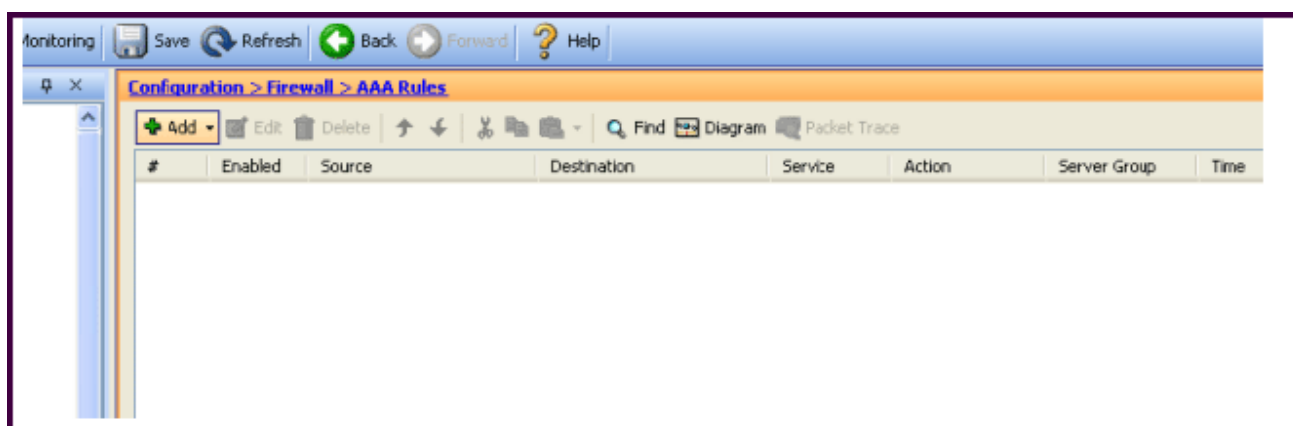 Monitoring Save Refresh Back Forward Help
Configuration > Firewall > AAA Rules
Add Edit Delete Find Diagram Packet Trace
# Enabled Source Destination Service Action Server Group Time